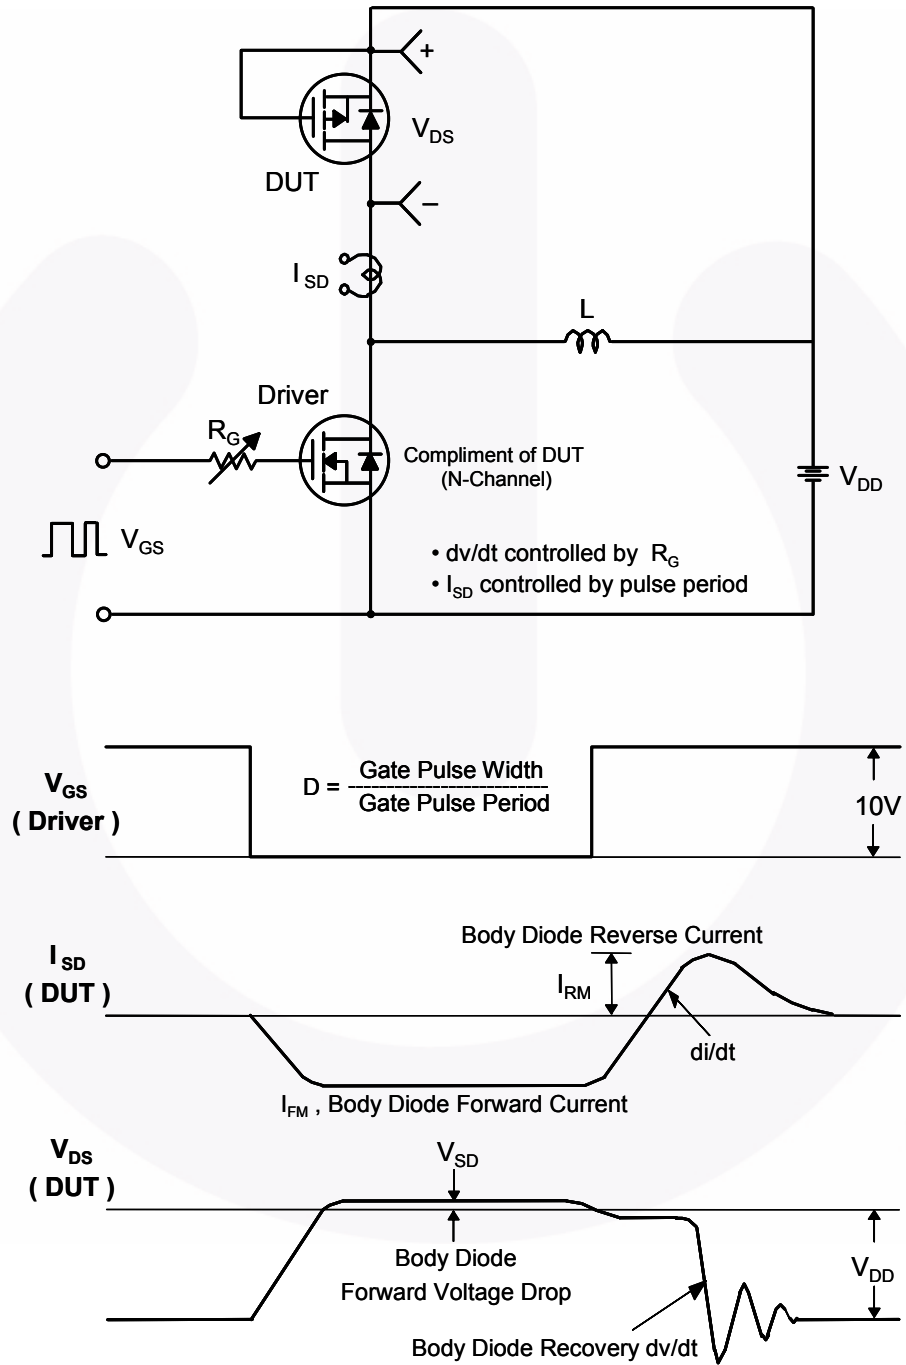 +
V_DS
DUT
–
I_SD
L
Driver
R_G
Compliment of DUT
(N-Channel)
V_DD
V_GS
• dv/dt controlled by R_G
• I_SD controlled by pulse period
V_GS
( Driver )
D = Gate Pulse Width
--------------------------
Gate Pulse Period
10V
I_SD
( DUT )
Body Diode Reverse Current
I_RM
di/dt
I_FM , Body Diode Forward Current
V_DS
( DUT )
V_SD
Body Diode
Forward Voltage Drop
V_DD
Body Diode Recovery dv/dt